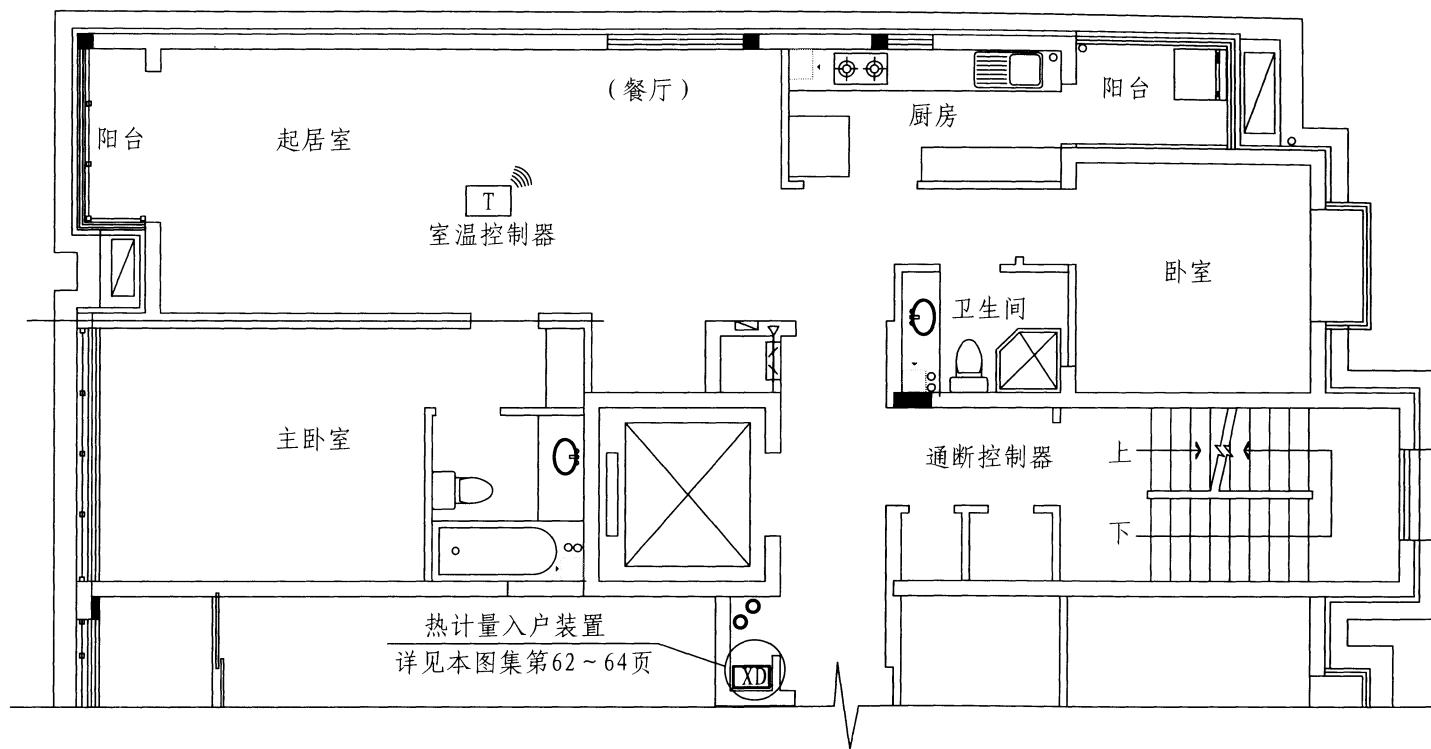 (餐厅)
阳台
厨房
阳台
起居室
T
室温控制器
卧室
卫生间
主卧室
通断控制器
上
下
热计量入户装置
详见本图集第62~64页
XD